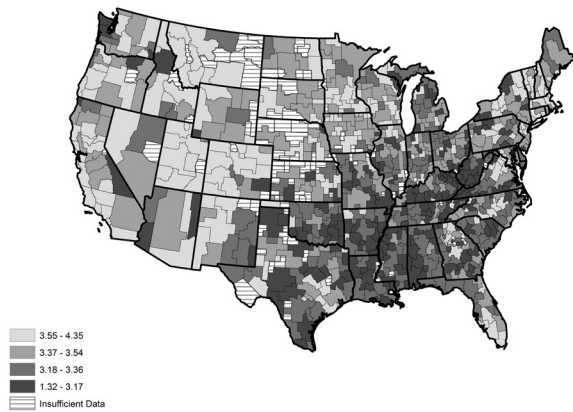 3.55 - 4.35
3.37 - 3.54
3.18 - 3.36
1.32 - 3.17
Insufficient Data